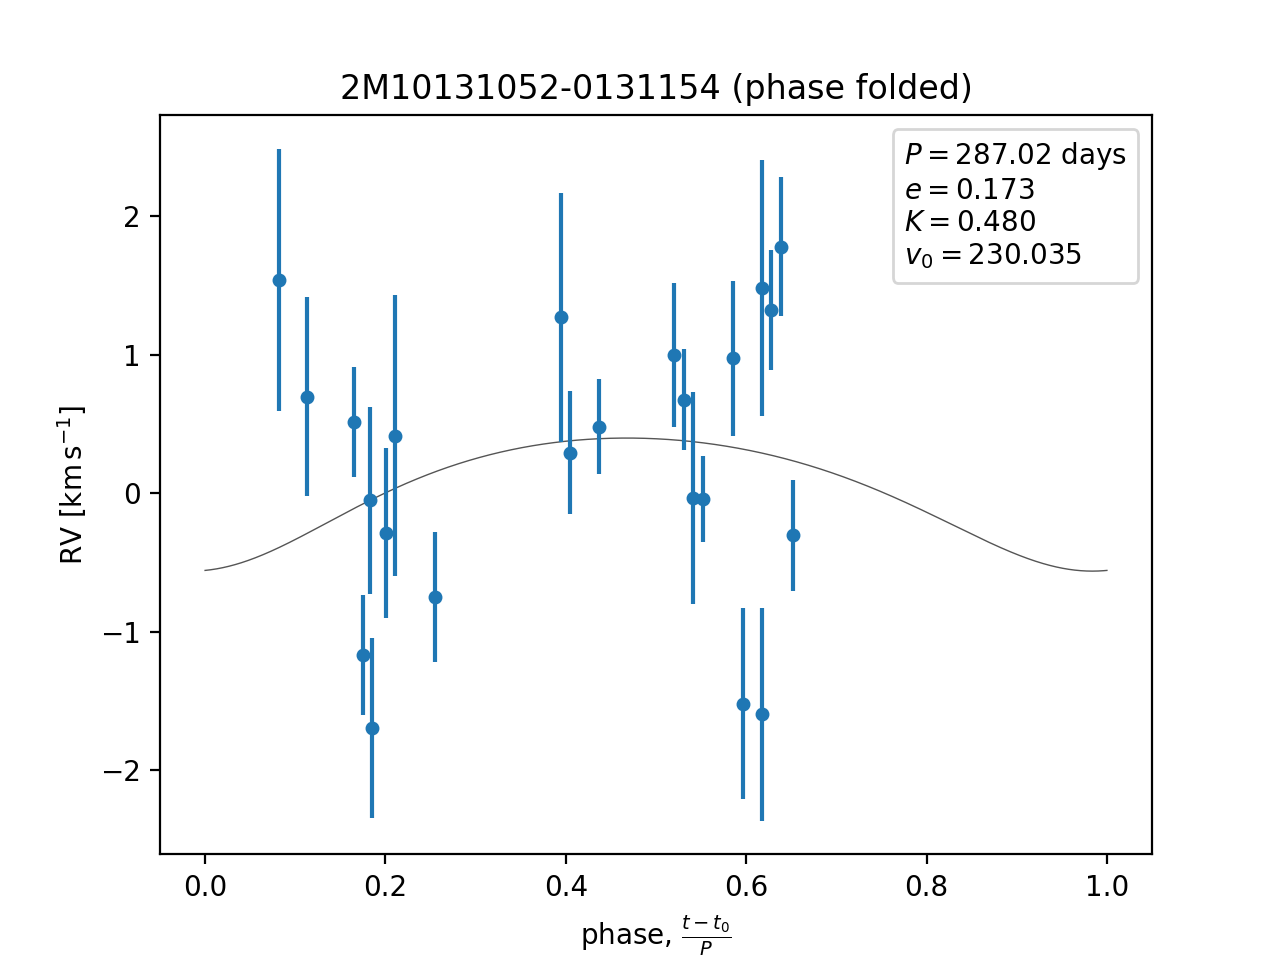 2M10131052-0131154 (phase folded)
P = 287.02 days
e = 0.173
K = 0.480
v₀ = 230.035
2
1
0
−1
−2
RV [km s⁻¹]
0.0 0.2 0.4 0.6 0.8 1.0
phase, (t − t₀)/P